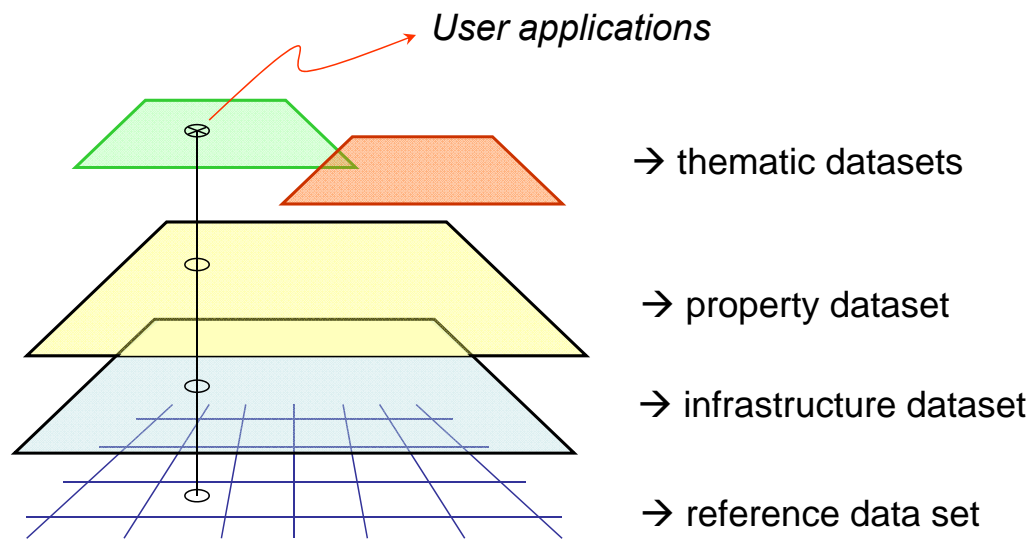 User applications
→ thematic datasets
→ property dataset
→ infrastructure dataset
→ reference data set